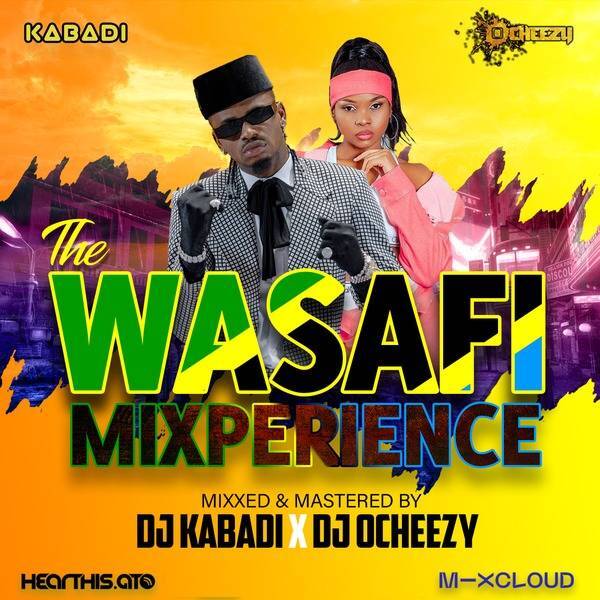 KABADI
OCHEEZY
The
WASAFI
MIXPERIENCE
MIXXED & MASTERED BY
DJ KABADI X DJ OCHEEZY
HEARTHIS.AT
M-XCLOUD